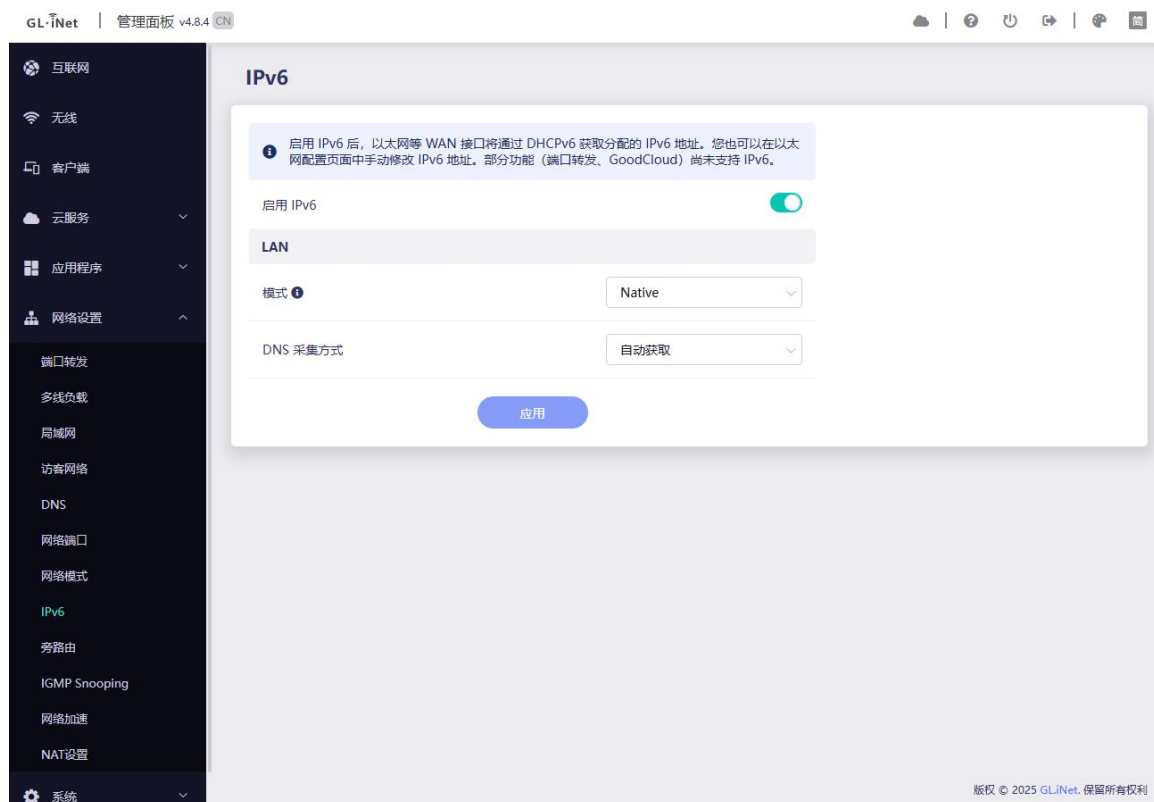 GL·iNet
管理面板 v4.8.4 CN
简
互联网
无线
客户端
云服务
应用程序
网络设置
端口转发
多线负载
局域网
访客网络
DNS
网络端口
网络模式
IPv6
旁路由
IGMP Snooping
网络加速
NAT设置
系统
IPv6
启用 IPv6 后，以太网等 WAN 接口将通过 DHCPv6 获取分配的 IPv6 地址。您也可以在以太
网配置页面中手动修改 IPv6 地址。部分功能（端口转发、GoodCloud）尚未支持 IPv6。
启用 IPv6
LAN
模式
Native
DNS 采集方式
自动获取
应用
版权 © 2025 GL.iNet. 保留所有权利